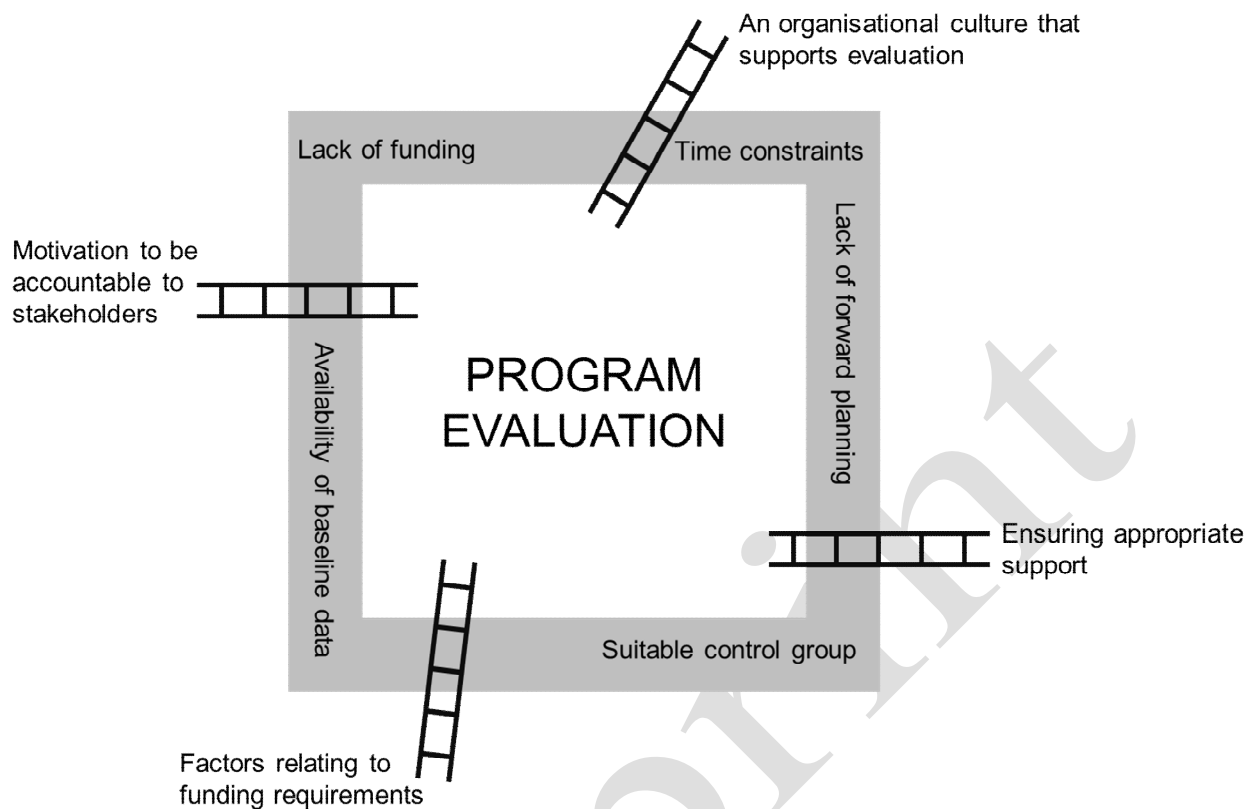 An organisational culture that
supports evaluation
Lack of funding
Time constraints
Lack of forward planning
Motivation to be
accountable to
stakeholders
Availability of baseline data
PROGRAM
EVALUATION
Ensuring appropriate
support
Suitable control group
Factors relating to
funding requirements